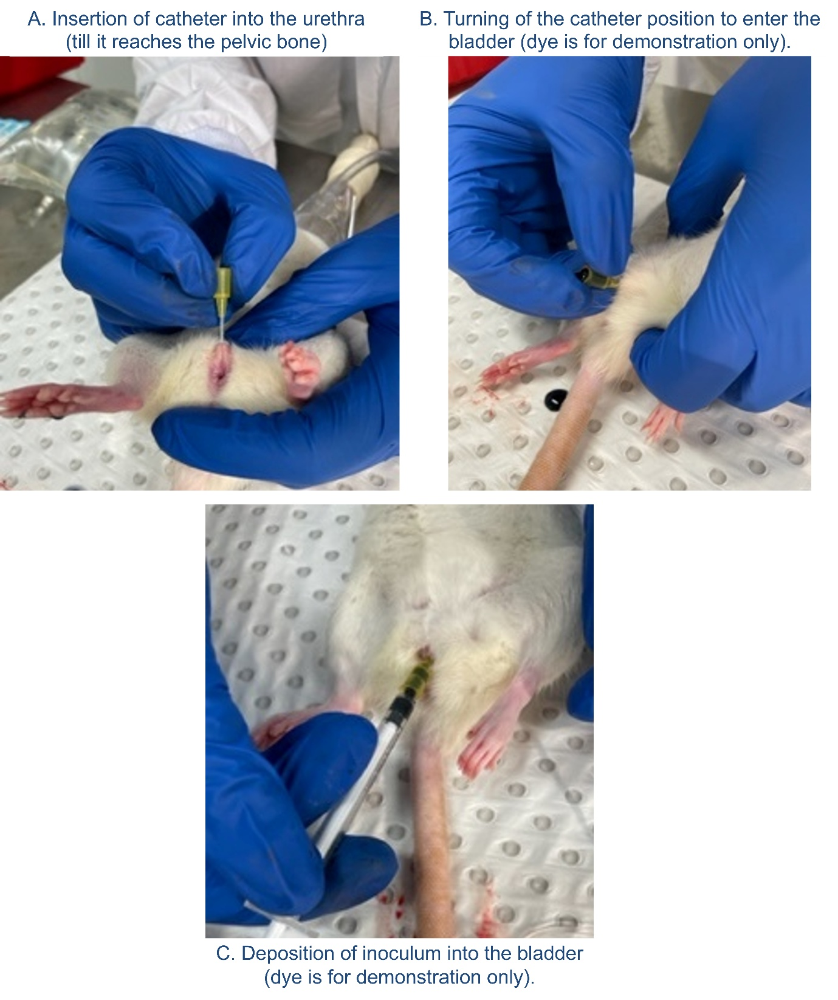 A. Insertion of catheter into the urethra
(till it reaches the pelvic bone)
B. Turning of the catheter position to enter the
bladder (dye is for demonstration only).
C. Deposition of inoculum into the bladder
(dye is for demonstration only).